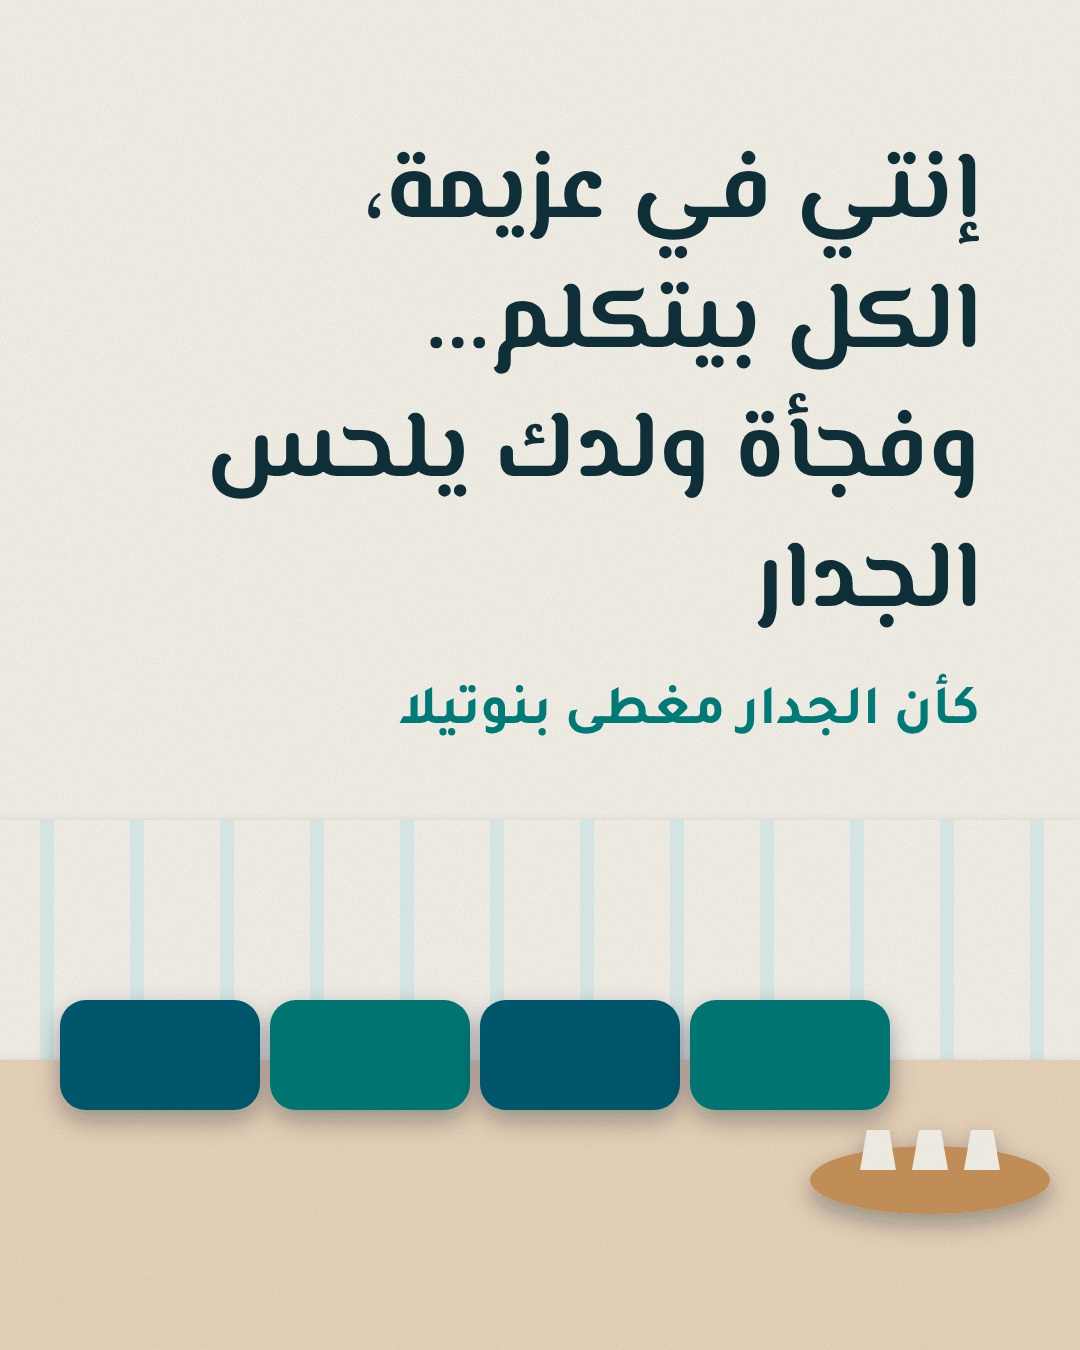 إنتي في عزيمة،
الكل بيتكلم...
وفجأة ولدك يلحس
الجدار
كأن الجدار مغطى بنوتيلا